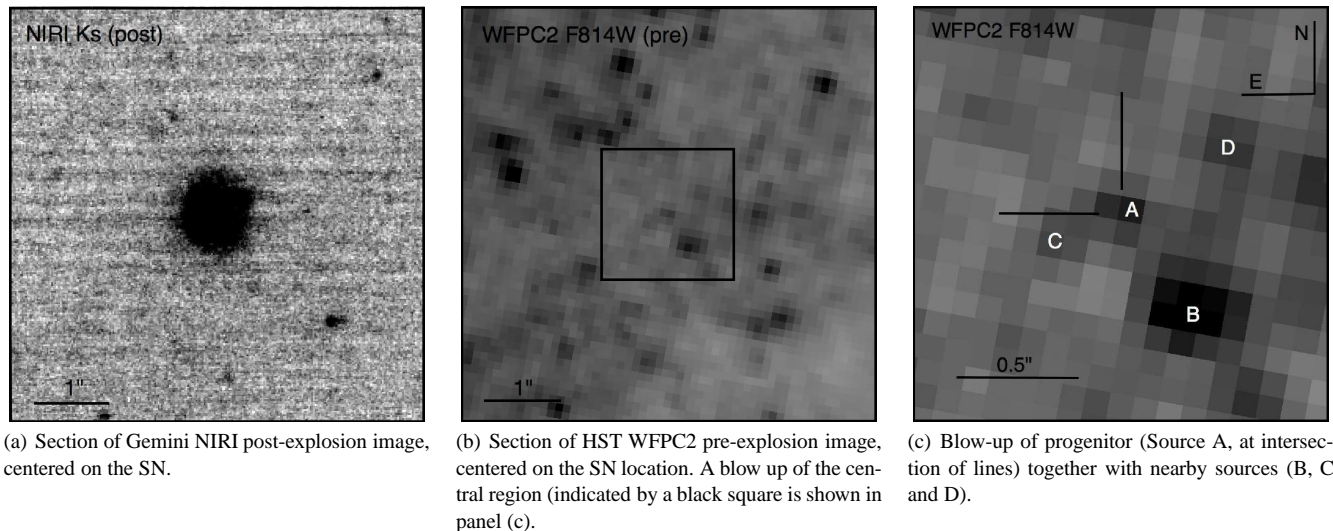 NIRI Ks (post)
1"
WFPC2 F814W (pre)
1"
WFPC2 F814W
N
E
D
A
C
B
0.5"
(a) Section of Gemini NIRI post-explosion image,
centered on the SN.
(b) Section of HST WFPC2 pre-explosion image,
centered on the SN location. A blow up of the cen-
tral region (indicated by a black square is shown in
panel (c).
(c) Blow-up of progenitor (Source A, at intersec-
tion of lines) together with nearby sources (B, C
and D).